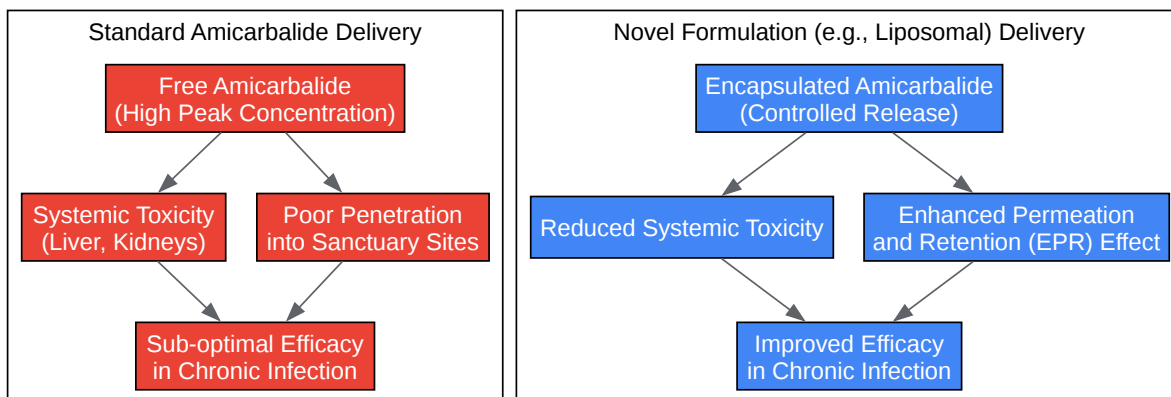 Standard Amicarbalide Delivery
Free Amicarbalide
(High Peak Concentration)
Systemic Toxicity
(Liver, Kidneys)
Poor Penetration
into Sanctuary Sites
Sub-optimal Efficacy
in Chronic Infection
Novel Formulation (e.g., Liposomal) Delivery
Encapsulated Amicarbalide
(Controlled Release)
Reduced Systemic Toxicity
Enhanced Permeation
and Retention (EPR) Effect
Improved Efficacy
in Chronic Infection